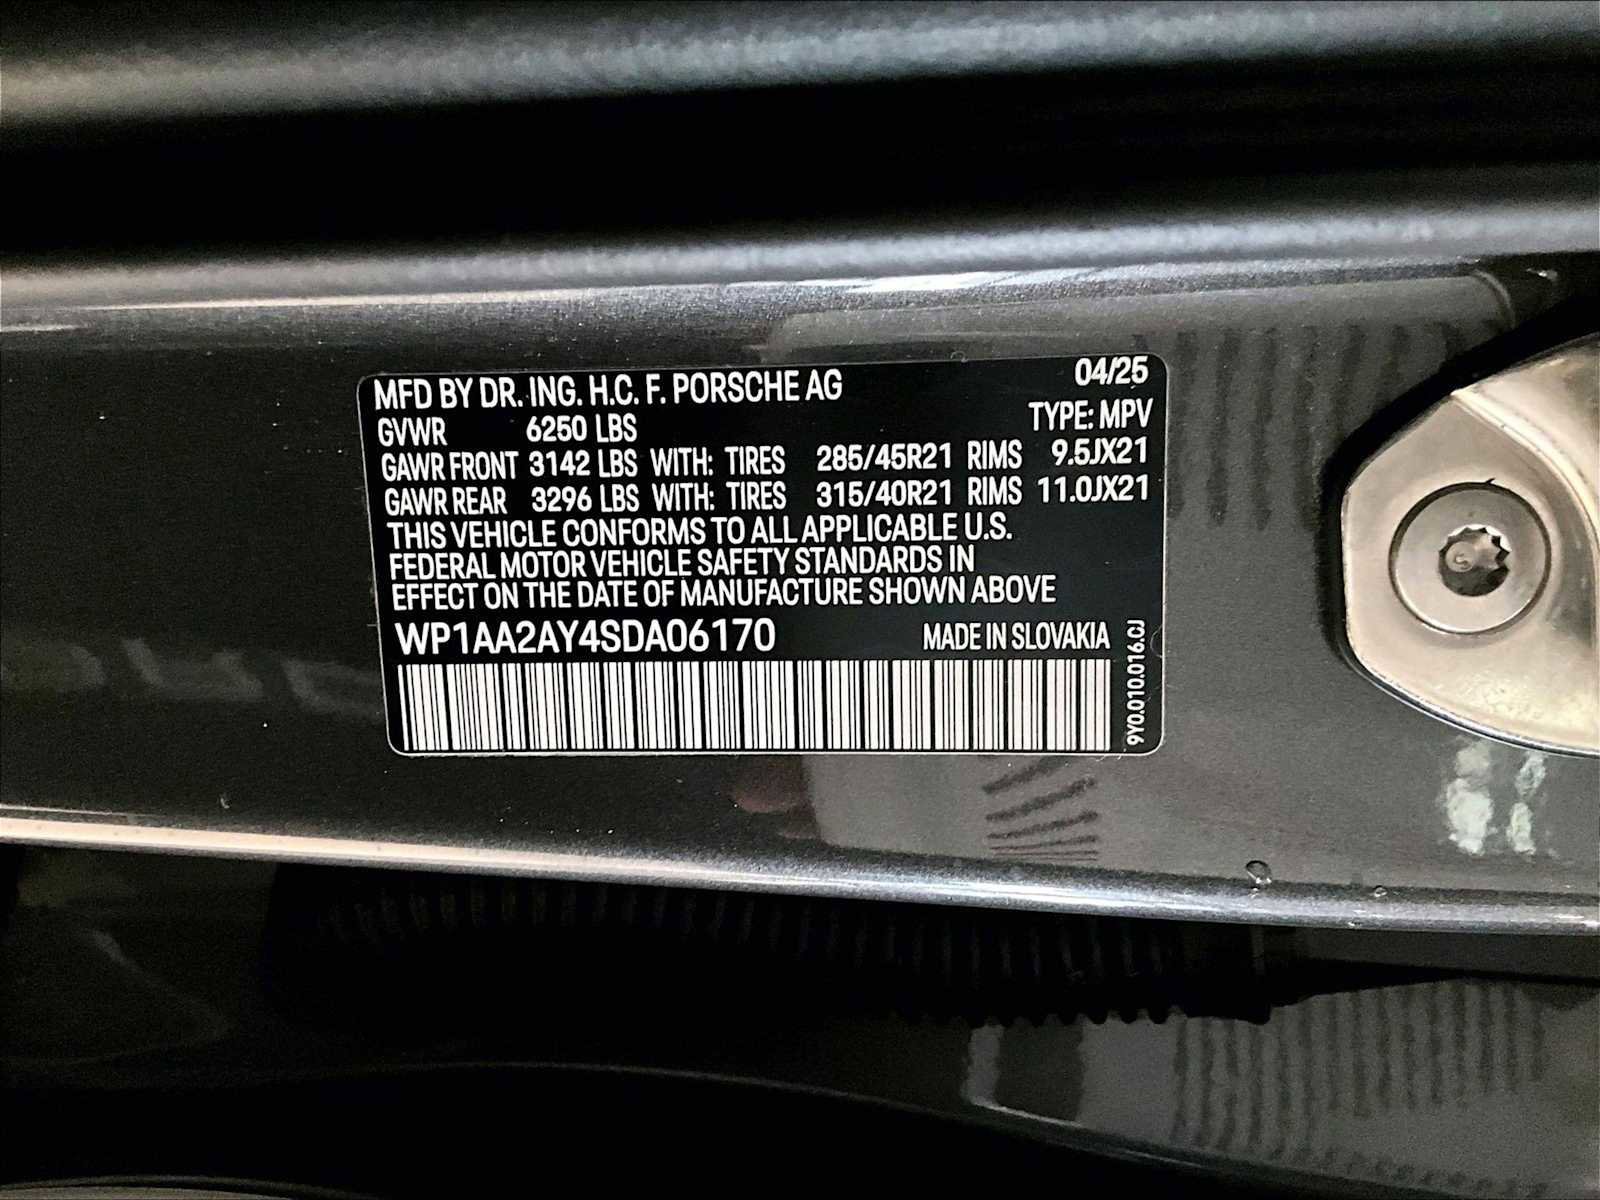 MFD BY DR. ING. H.C. F. PORSCHE AG 04/25
GVWR 6250 LBS TYPE: MPV
GAWR FRONT 3142 LBS WITH: TIRES 285/45R21 RIMS 9.5JX21
GAWR REAR 3296 LBS WITH: TIRES 315/40R21 RIMS 11.0JX21
THIS VEHICLE CONFORMS TO ALL APPLICABLE U.S.
FEDERAL MOTOR VEHICLE SAFETY STANDARDS IN
EFFECT ON THE DATE OF MANUFACTURE SHOWN ABOVE
WP1AA2AY4SDA06170 MADE IN SLOVAKIA
9Y0.010.016.CJ